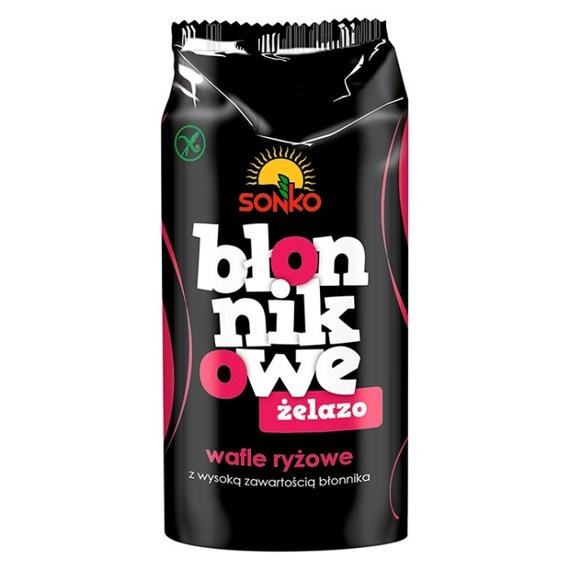 SONKO
błon
nik
owe
żelazo
wafle ryżowe
z wysoką zawartością błonnika